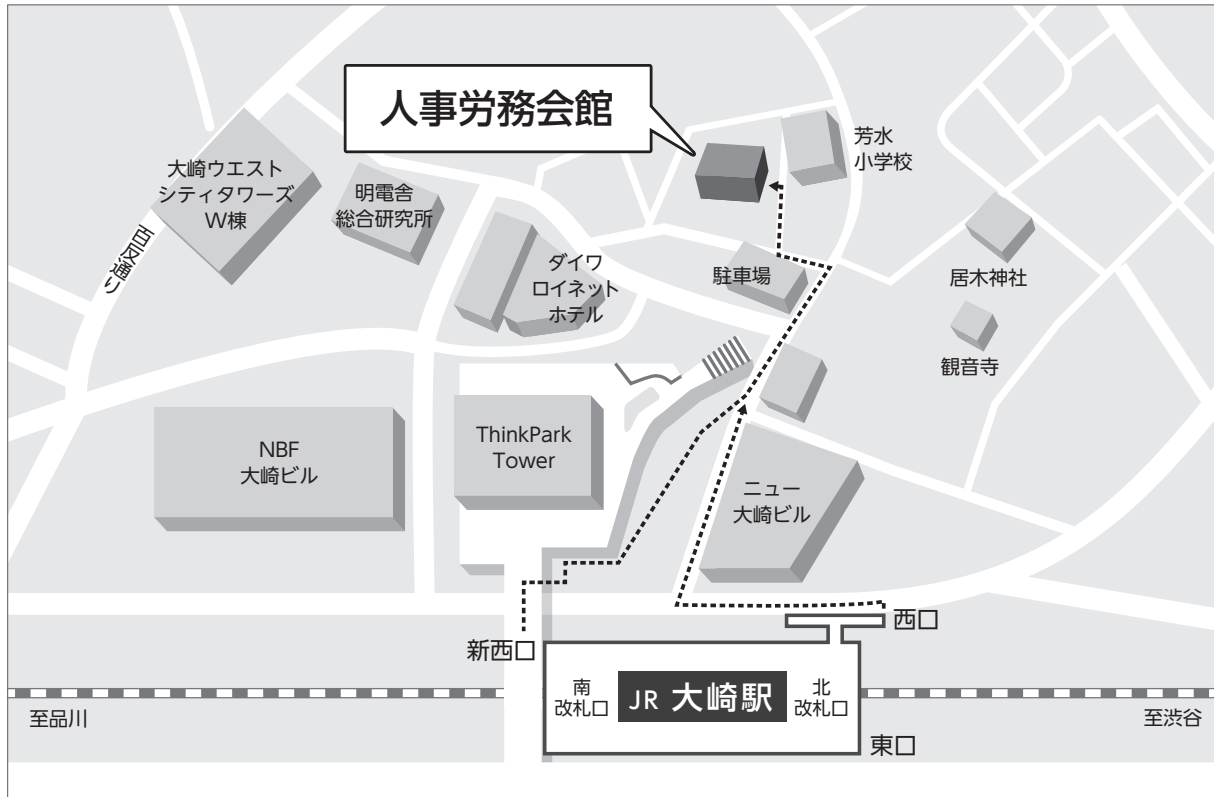 人事労務会館
芳水
小学校
大崎ウエスト
シティタワーズ
W棟
明電舎
総合研究所
百反通り
ダイワ
ロイネット
ホテル
駐車場
居木神社
観音寺
NBF
大崎ビル
ThinkPark
Tower
ニュー
大崎ビル
新西口
西口
南
改札口
JR 大崎駅
北
改札口
至品川
至渋谷
東口